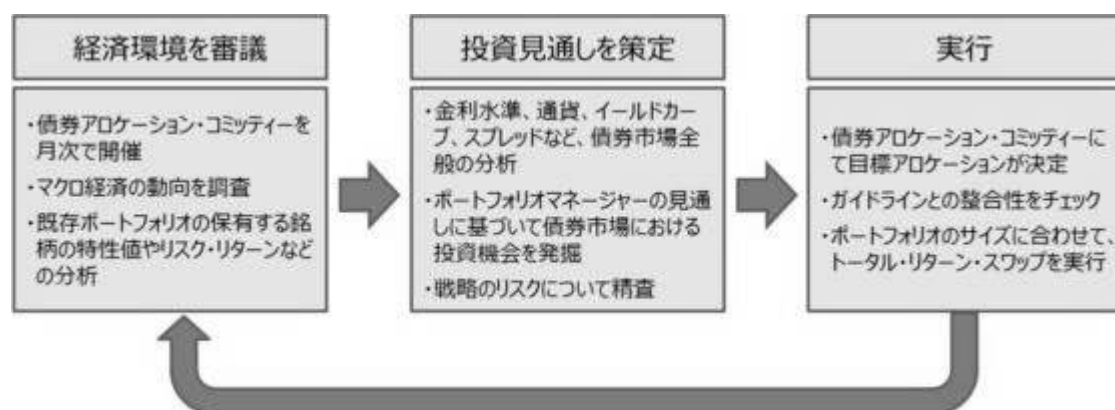 経済環境を審議
・債券アロケーション・コミッティーを
月次で開催
・マクロ経済の動向を調査
・既存ポートフォリオの保有する銘
柄の特性値やリスク・リターンなど
の分析
投資見通しを策定
・金利水準、通貨、イールドカー
ブ、スプレッドなど、債券市場全
般の分析
・ポートフォリオマネージャーの見通
しに基づいて債券市場における
投資機会を発掘
・戦略のリスクについて精査
実行
・債券アロケーション・コミッティーに
て目標アロケーションが決定
・ガイドラインとの整合性をチェック
・ポートフォリオのサイズに合わせて、
トータル・リターン・スワップを実行